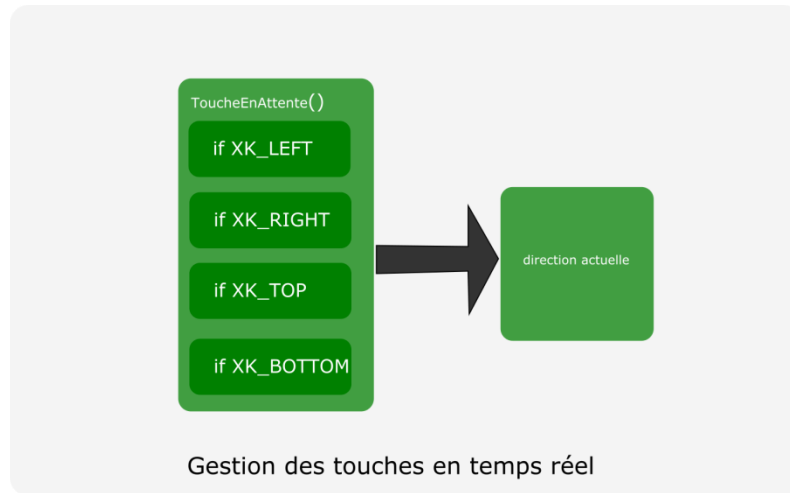 ToucheEnAttente()
if XK_LEFT
if XK_RIGHT
if XK_TOP
if XK_BOTTOM
direction actuelle
Gestion des touches en temps réel